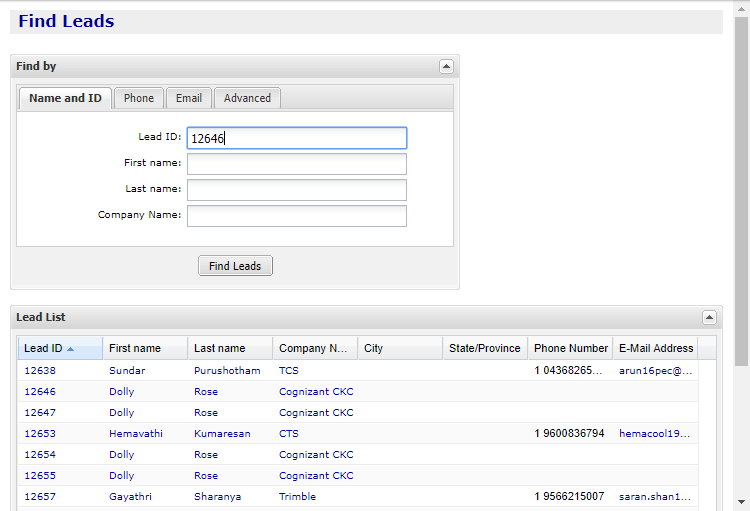 Find Leads
Find by
Name and ID Phone Email Advanced
Lead ID: 12646
First name:
Last name:
Company Name:
Find Leads
Lead List
Lead ID First name Last name Company N... City State/Province Phone Number E-Mail Address
12638 Sundar Purushotham TCS 1 04368265... arun16pec@...
12646 Dolly Rose Cognizant CKC
12647 Dolly Rose Cognizant CKC
12653 Hemavathi Kumaresan CTS 1 9600836794 hemacool19...
12654 Dolly Rose Cognizant CKC
12655 Dolly Rose Cognizant CKC
12657 Gayathri Sharanya Trimble 1 9566215007 saran.shan1...